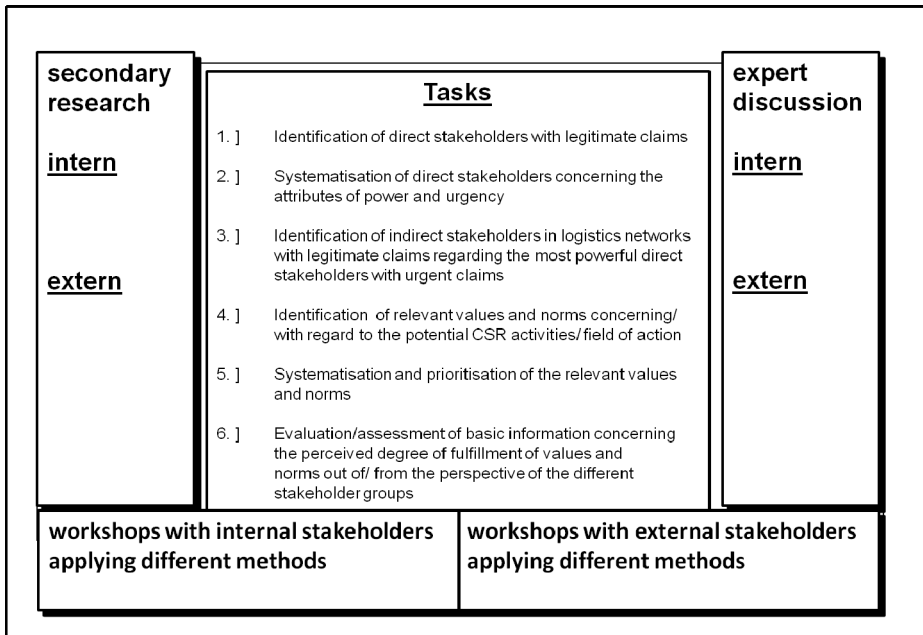 secondary
research
intern
extern
Tasks
1. ] Identification of direct stakeholders with legitimate claims
2. ] Systematisation of direct stakeholders concerning the
attributes of power and urgency
3. ] Identification of indirect stakeholders in logistics networks
with legitimate claims regarding the most powerful direct
stakeholders with urgent claims
4. ] Identification of relevant values and norms concerning/
with regard to the potential CSR activities/ field of action
5. ] Systematisation and prioritisation of the relevant values
and norms
6. ] Evaluation/assessment of basic information concerning
the perceived degree of fulfillment of values and
norms out of/ from the perspective of the different
stakeholder groups
expert
discussion
intern
extern
workshops with internal stakeholders
applying different methods
workshops with external stakeholders
applying different methods